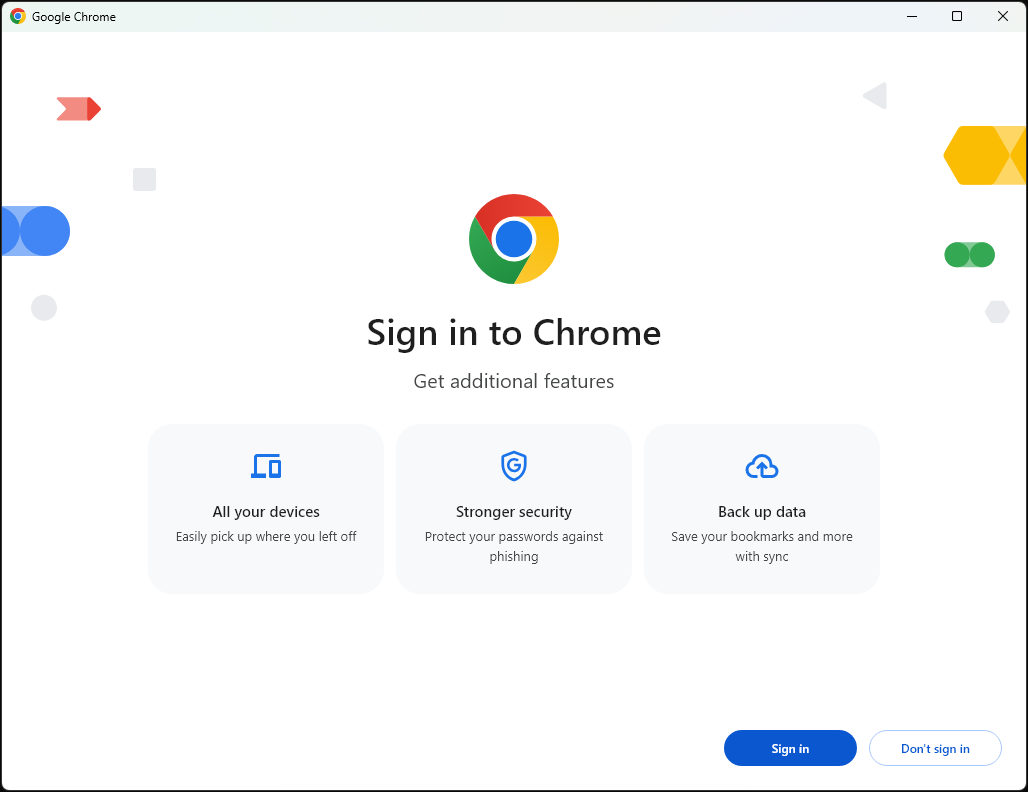 Google Chrome
Sign in to Chrome
Get additional features
All your devices
Easily pick up where you left off
Stronger security
Protect your passwords against
phishing
Back up data
Save your bookmarks and more
with sync
Sign in
Don't sign in